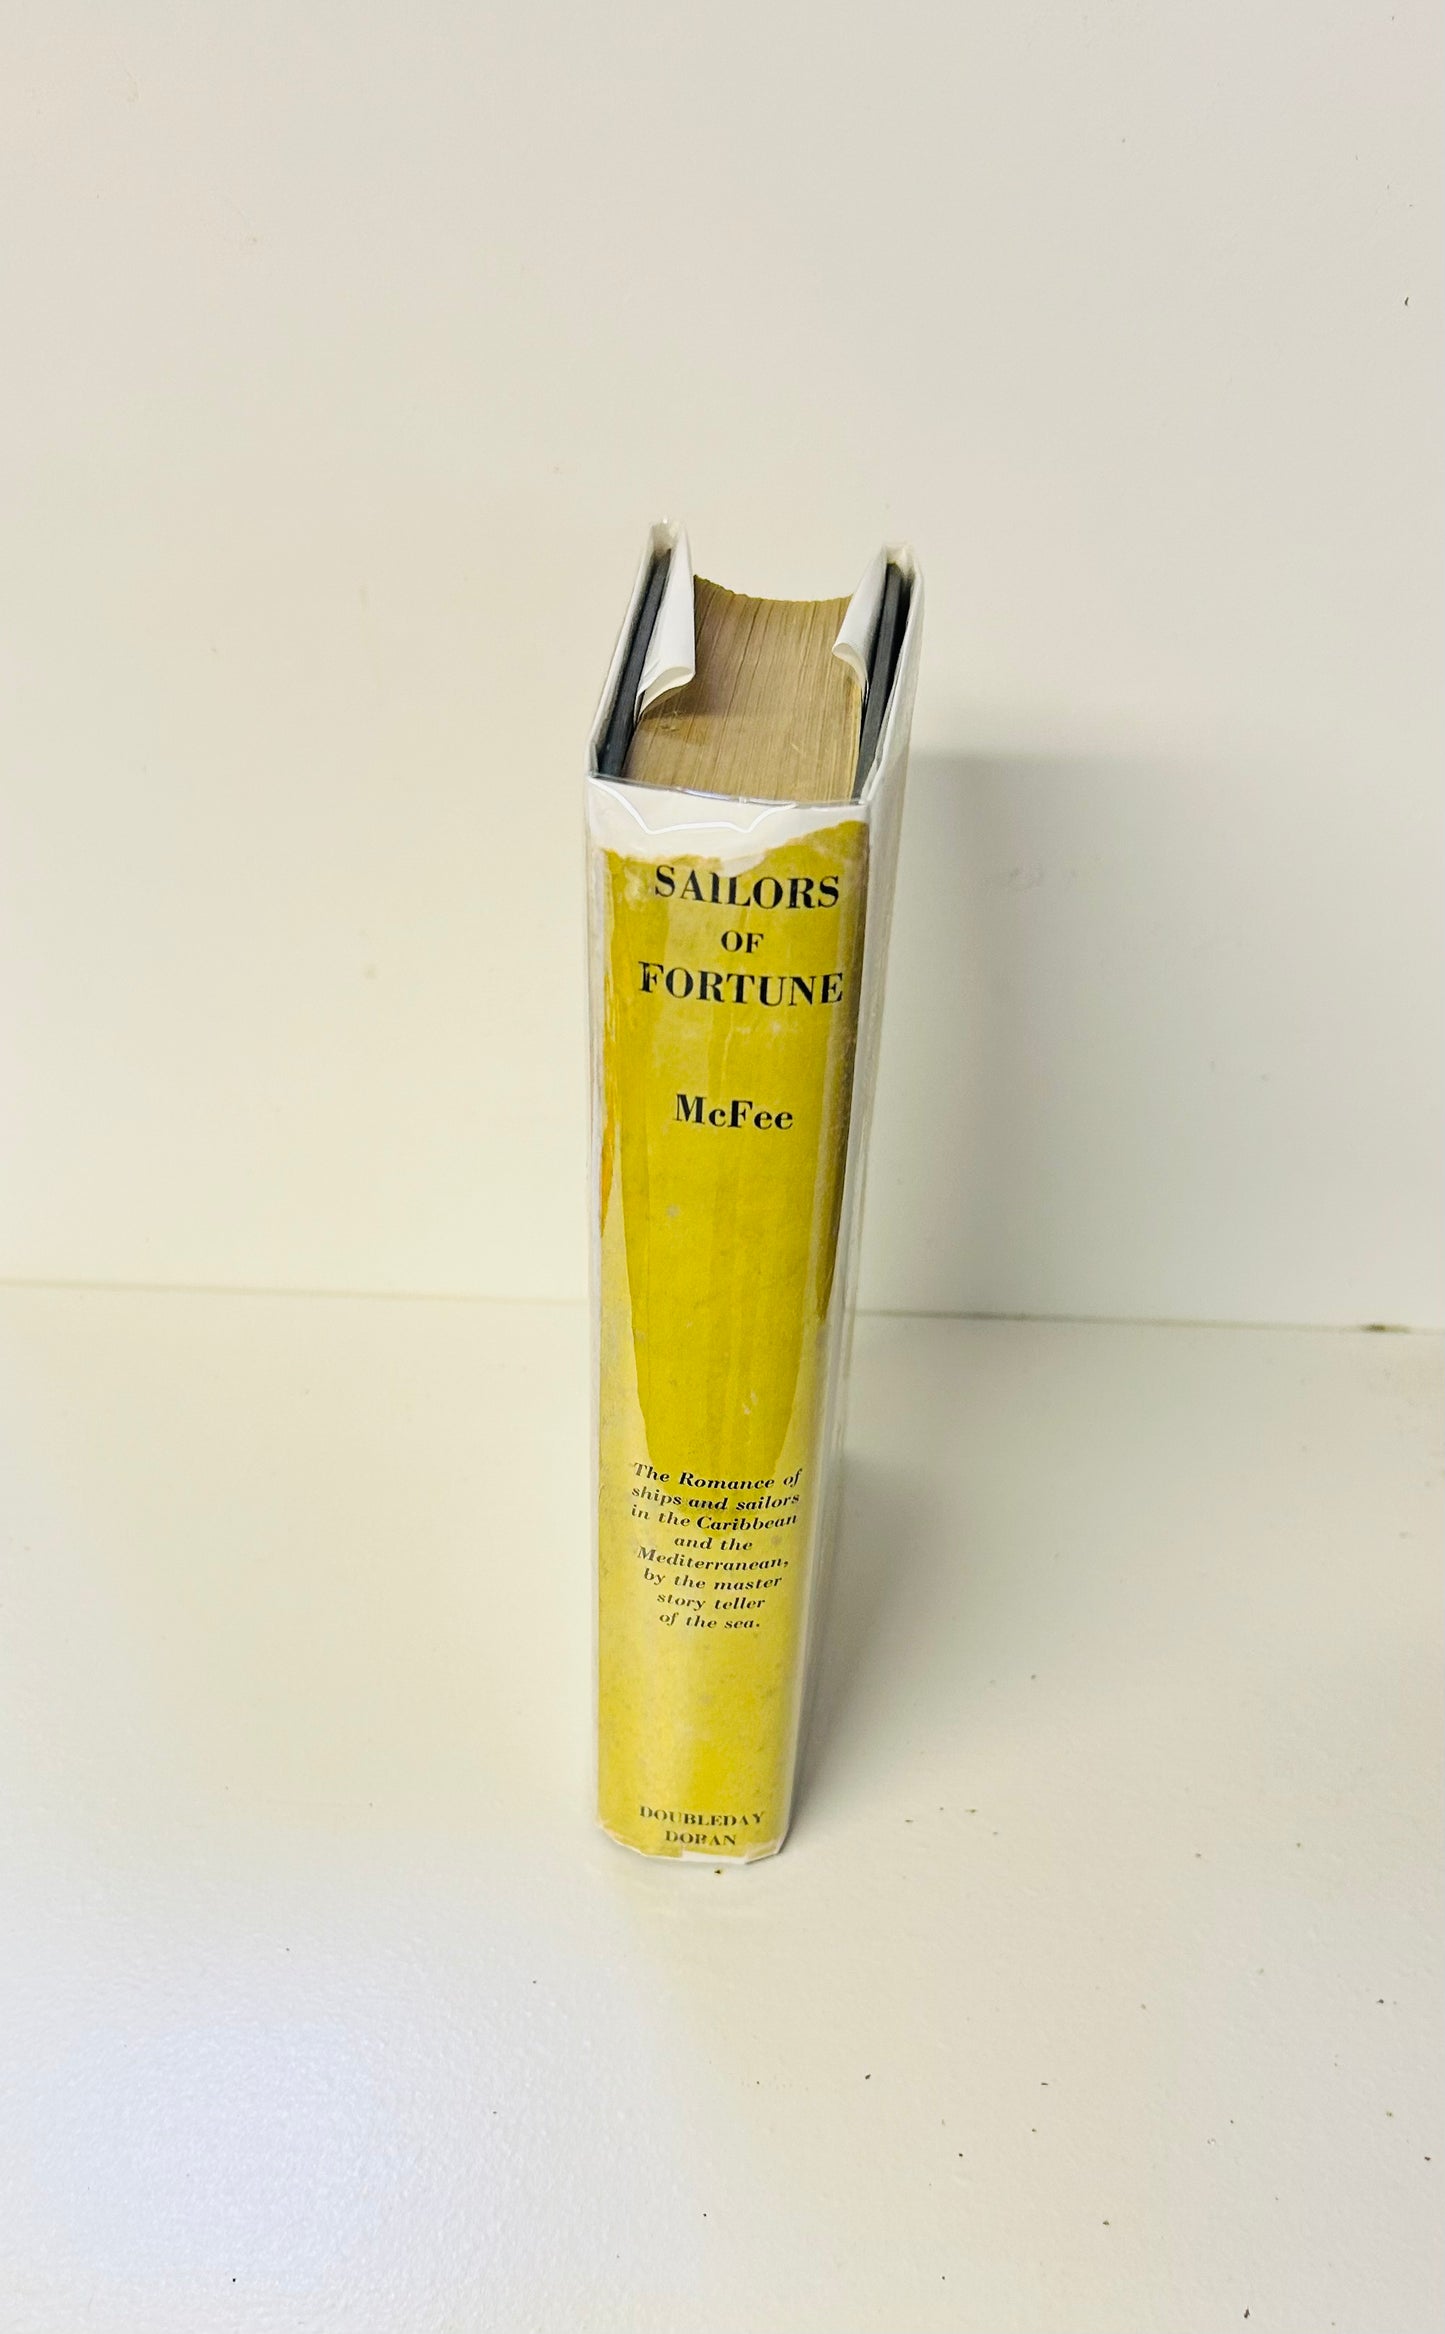 SAILORS
OF
FORTUNE
McFee
The Romance of
ships and sailors
in the Caribbean
and the
Mediterranean,
by the master
story teller
of the sea.
DOUBLEDAY
DORAN